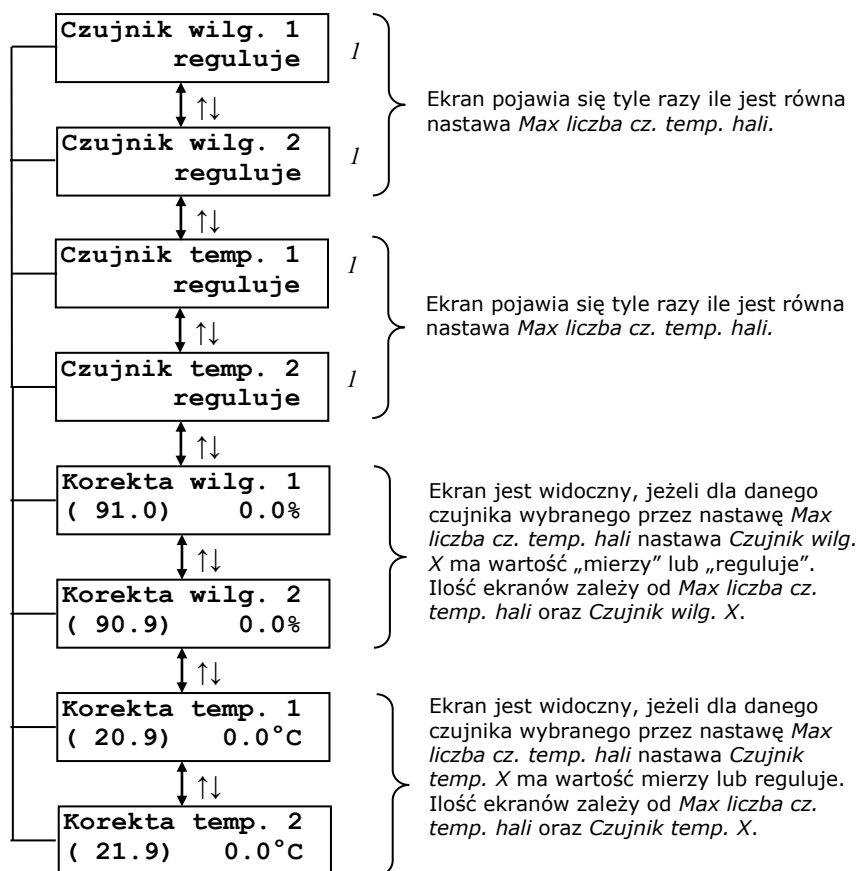 Czujnik wilg. 1
reguluje
1
↑↓
Czujnik wilg. 2
reguluje
1
Ekran pojawia się tyle razy ile jest równa
nastawa Max liczba cz. temp. hali.
↑↓
Czujnik temp. 1
reguluje
1
↑↓
Czujnik temp. 2
reguluje
1
Ekran pojawia się tyle razy ile jest równa
nastawa Max liczba cz. temp. hali.
↑↓
Korekta wilg. 1
( 91.0) 0.0%
↑↓
Korekta wilg. 2
( 90.9) 0.0%
Ekran jest widoczny, jeżeli dla danego
czujnika wybranego przez nastawę Max
liczba cz. temp. hali nastawa Czujnik wilg.
X ma wartość „mierzy” lub „reguluje”.
Ilość ekranów zależy od Max liczba cz.
temp. hali oraz Czujnik wilg. X.
↑↓
Korekta temp. 1
( 20.9) 0.0°C
↑↓
Korekta temp. 2
( 21.9) 0.0°C
Ekran jest widoczny, jeżeli dla danego
czujnika wybranego przez nastawę Max
liczba cz. temp. hali nastawa Czujnik
temp. X ma wartość mierzy lub reguluje.
Ilość ekranów zależy od Max liczba cz.
temp. hali oraz Czujnik temp. X.